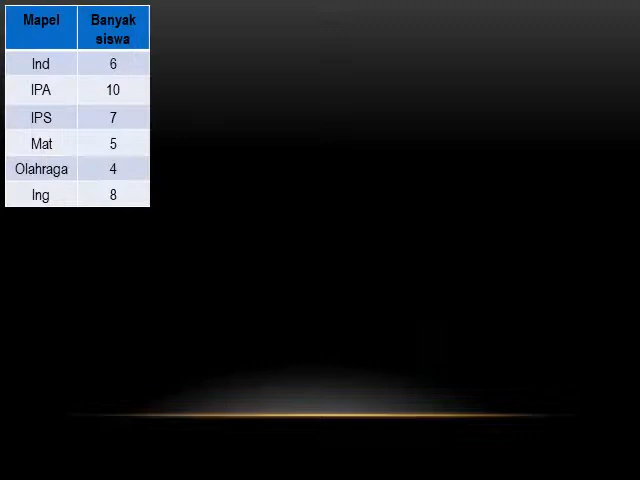 Mapel Banyak siswa
Ind 6
IPA 10
IPS 7
Mat 5
Olahraga 4
Ing 8